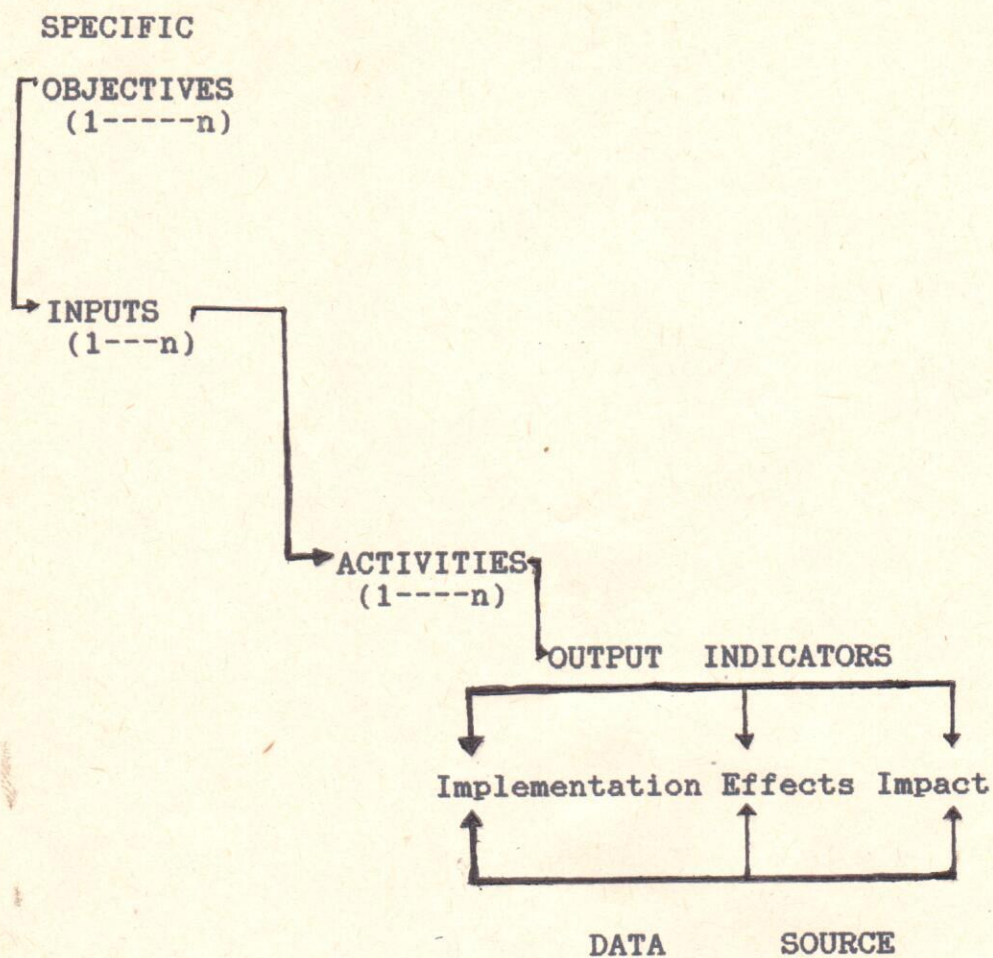 SPECIFIC
OBJECTIVES
(1-----n)
INPUTS
(1---n)
ACTIVITIES
(1----n)
OUTPUT INDICATORS
Implementation Effects Impact
DATA SOURCE